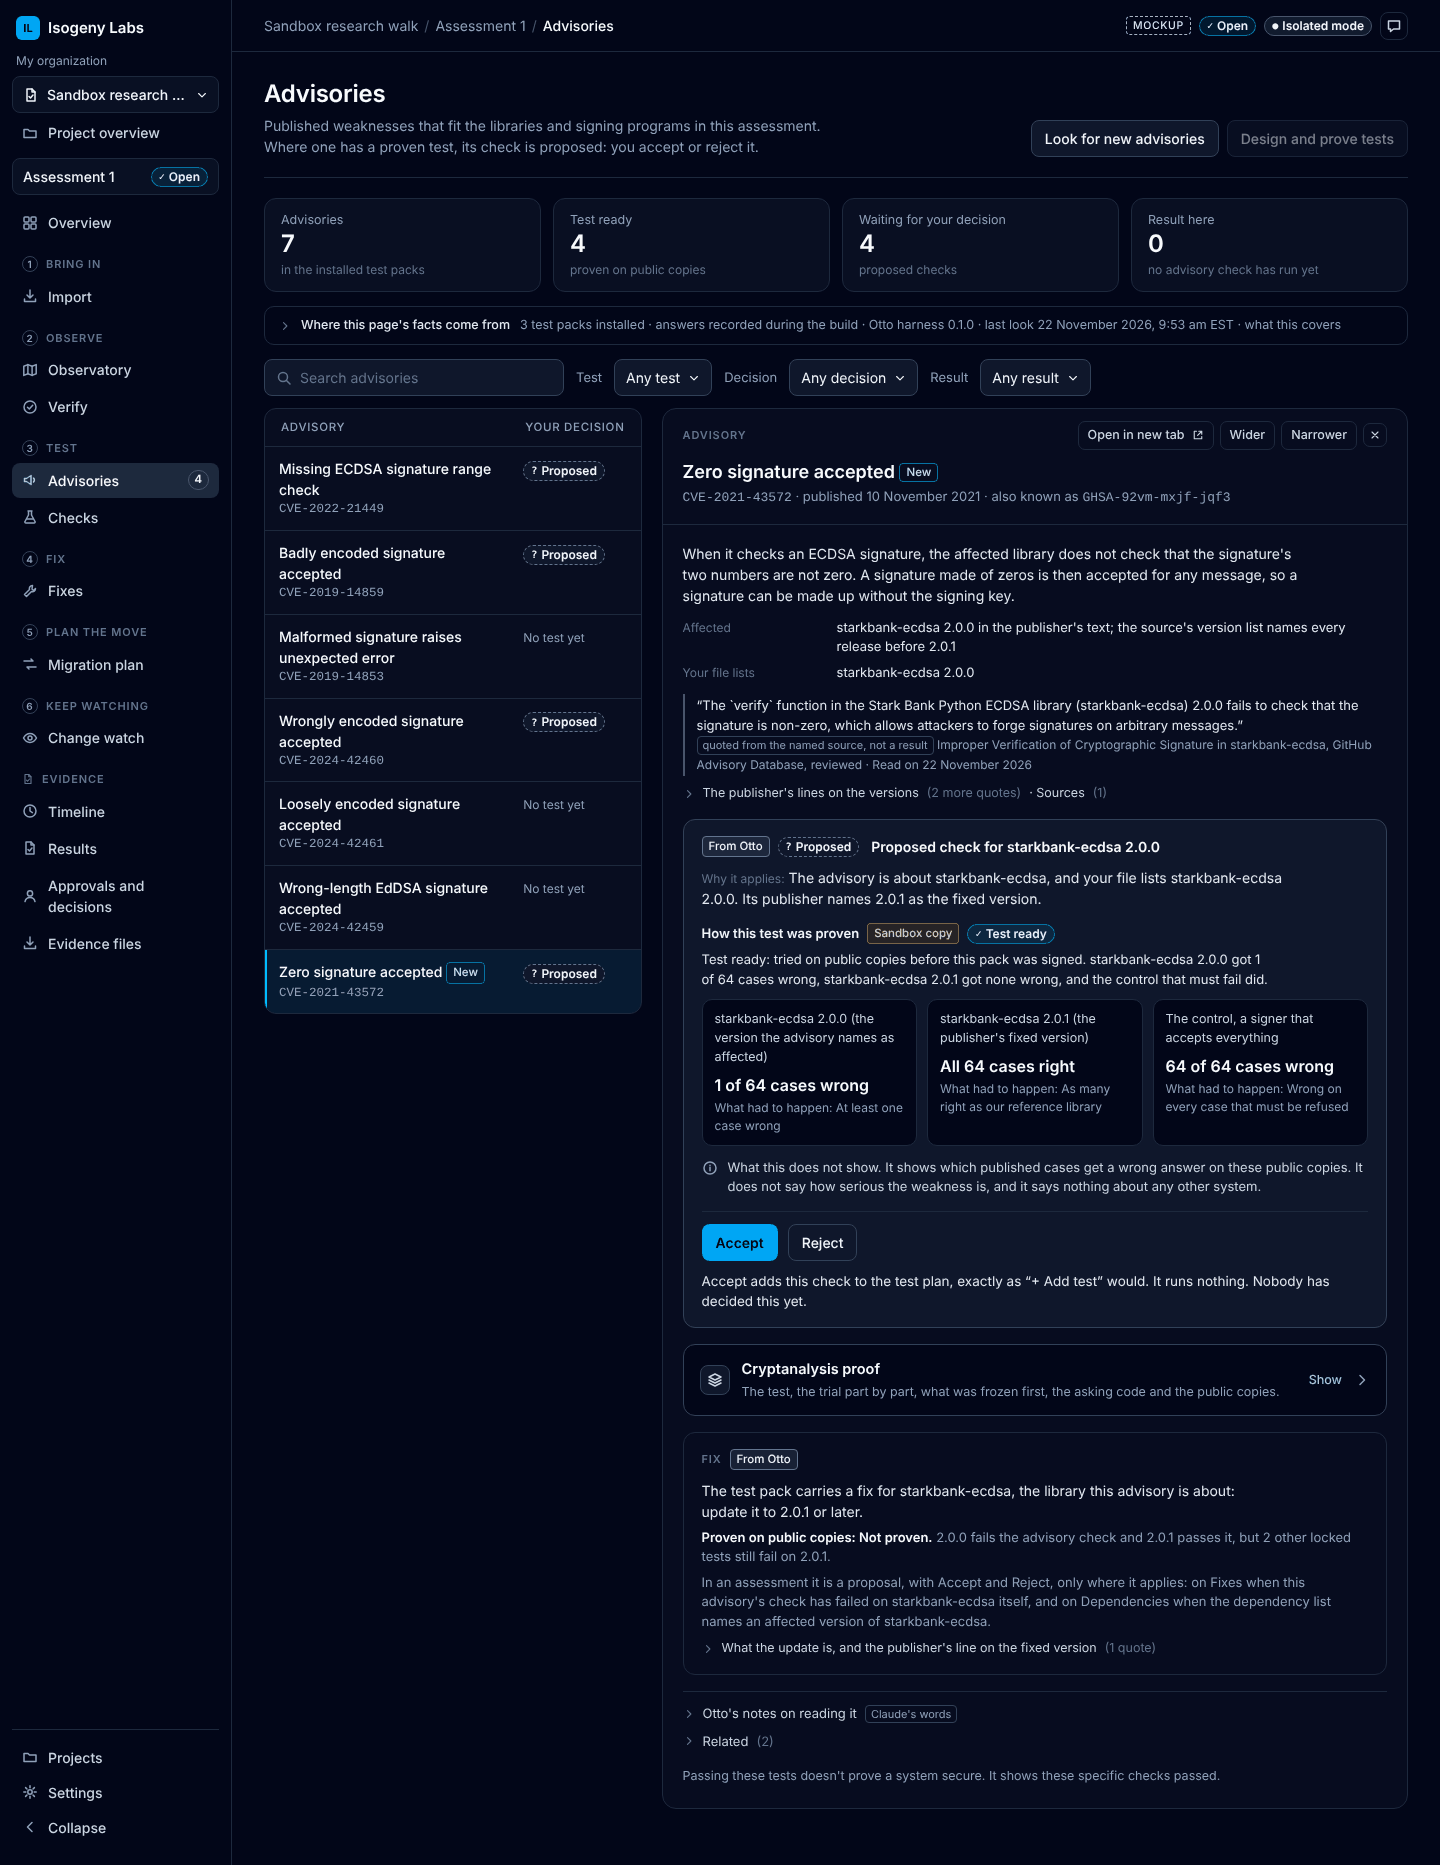 IL Isogeny Labs
My organization
Sandbox research ...
Project overview
Assessment 1 ✓ Open
Overview
1 BRING IN
Import
2 OBSERVE
Observatory
Verify
3 TEST
Advisories 4
Checks
4 FIX
Fixes
5 PLAN THE MOVE
Migration plan
6 KEEP WATCHING
Change watch
EVIDENCE
Timeline
Results
Approvals and
decisions
Evidence files
Projects
Settings
Collapse
Sandbox research walk / Assessment 1 / Advisories
MOCKUP ✓ Open ● Isolated mode
Advisories
Published weaknesses that fit the libraries and signing programs in this assessment.
Where one has a proven test, its check is proposed: you accept or reject it.
Look for new advisories Design and prove tests
Advisories
7
in the installed test packs
Test ready
4
proven on public copies
Waiting for your decision
4
proposed checks
Result here
0
no advisory check has run yet
Where this page's facts come from 3 test packs installed · answers recorded during the build · Otto harness 0.1.0 · last look 22 November 2026, 9:53 am EST · what this covers
Search advisories Test Any test Decision Any decision Result Any result
ADVISORY YOUR DECISION
Missing ECDSA signature range
check
CVE-2022-21449
? Proposed
Badly encoded signature
accepted
CVE-2019-14859
? Proposed
Malformed signature raises
unexpected error
CVE-2019-14853
No test yet
Wrongly encoded signature
accepted
CVE-2024-42460
? Proposed
Loosely encoded signature
accepted
CVE-2024-42461
No test yet
Wrong-length EdDSA signature
accepted
CVE-2024-42459
No test yet
Zero signature accepted New
CVE-2021-43572
? Proposed
ADVISORY
Open in new tab Wider Narrower
Zero signature accepted New
CVE-2021-43572 · published 10 November 2021 · also known as GHSA-92vm-mxjf-jqf3
When it checks an ECDSA signature, the affected library does not check that the signature's
two numbers are not zero. A signature made of zeros is then accepted for any message, so a
signature can be made up without the signing key.
Affected starkbank-ecdsa 2.0.0 in the publisher's text; the source's version list names every
release before 2.0.1
Your file lists starkbank-ecdsa 2.0.0
“The `verify` function in the Stark Bank Python ECDSA library (starkbank-ecdsa) 2.0.0 fails to check that the
signature is non-zero, which allows attackers to forge signatures on arbitrary messages.”
quoted from the named source, not a result Improper Verification of Cryptographic Signature in starkbank-ecdsa, GitHub
Advisory Database, reviewed · Read on 22 November 2026
The publisher's lines on the versions (2 more quotes) · Sources (1)
From Otto ? Proposed Proposed check for starkbank-ecdsa 2.0.0
Why it applies: The advisory is about starkbank-ecdsa, and your file lists starkbank-ecdsa
2.0.0. Its publisher names 2.0.1 as the fixed version.
How this test was proven Sandbox copy ✓ Test ready
Test ready: tried on public copies before this pack was signed. starkbank-ecdsa 2.0.0 got 1
of 64 cases wrong, starkbank-ecdsa 2.0.1 got none wrong, and the control that must fail did.
starkbank-ecdsa 2.0.0 (the
version the advisory names as
affected)
1 of 64 cases wrong
What had to happen: At least one
case wrong
starkbank-ecdsa 2.0.1 (the
publisher's fixed version)
All 64 cases right
What had to happen: As many
right as our reference library
The control, a signer that
accepts everything
64 of 64 cases wrong
What had to happen: Wrong on
every case that must be refused
What this does not show. It shows which published cases get a wrong answer on these public copies. It
does not say how serious the weakness is, and it says nothing about any other system.
Accept Reject
Accept adds this check to the test plan, exactly as “+ Add test” would. It runs nothing. Nobody has
decided this yet.
Cryptanalysis proof
The test, the trial part by part, what was frozen first, the asking code and the public copies.
Show
FIX From Otto
The test pack carries a fix for starkbank-ecdsa, the library this advisory is about:
update it to 2.0.1 or later.
Proven on public copies: Not proven. 2.0.0 fails the advisory check and 2.0.1 passes it, but 2 other locked
tests still fail on 2.0.1.
In an assessment it is a proposal, with Accept and Reject, only where it applies: on Fixes when this
advisory's check has failed on starkbank-ecdsa itself, and on Dependencies when the dependency list
names an affected version of starkbank-ecdsa.
What the update is, and the publisher's line on the fixed version (1 quote)
Otto's notes on reading it Claude's words
Related (2)
Passing these tests doesn't prove a system secure. It shows these specific checks passed.